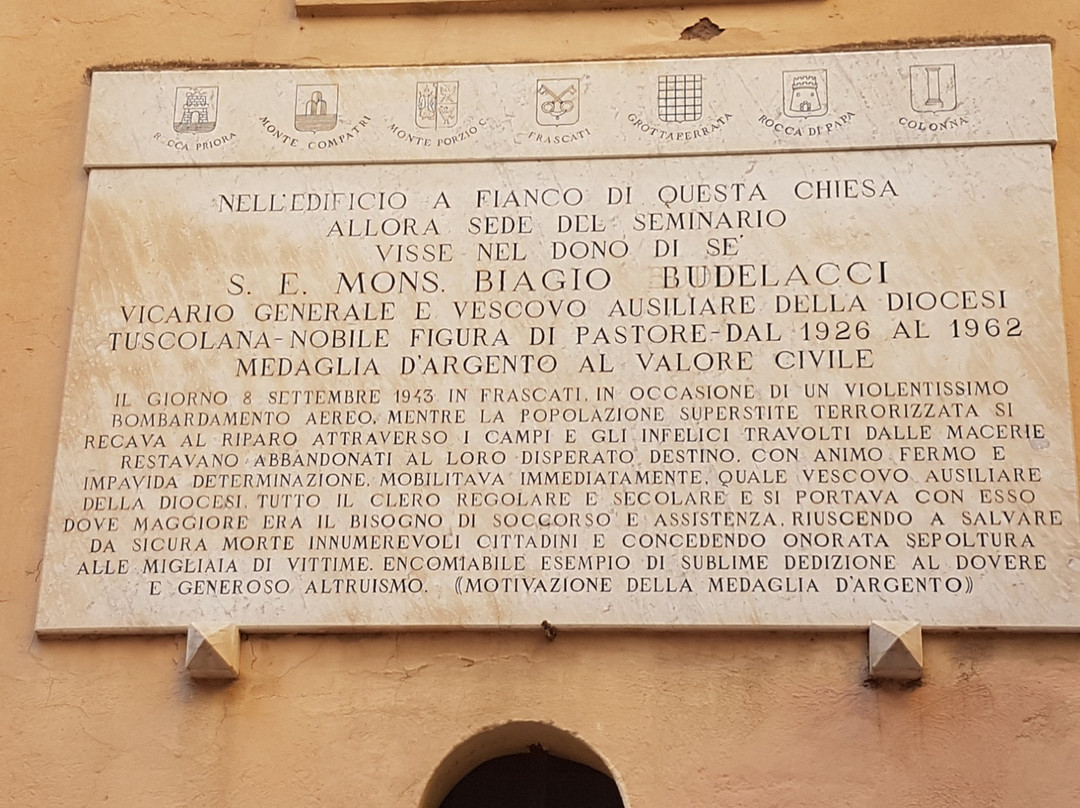 ROCCA PRIORA
MONTE COMPATRI
MONTE PORZIO C.
FRASCATI
GROTTAFERRATA
ROCCA DI PAPA
COLONNA
NELL'EDIFICIO A FIANCO DI QUESTA CHIESA
ALLORA SEDE DEL SEMINARIO
VISSE NEL DONO DI SE'
S. E. MONS. BIAGIO BUDELACCI
VICARIO GENERALE E VESCOVO AUSILIARE DELLA DIOCESI
TUSCOLANA-NOBILE FIGURA DI PASTORE-DAL 1926 AL 1962
MEDAGLIA D'ARGENTO AL VALORE CIVILE
IL GIORNO 8 SETTEMBRE 1943 IN FRASCATI, IN OCCASIONE DI UN VIOLENTISSIMO
BOMBARDAMENTO AEREO, MENTRE LA POPOLAZIONE SUPERSTITE TERRORIZZATA SI
RECAVA AL RIPARO ATTRAVERSO I CAMPI E GLI INFELICI TRAVOLTI DALLE MACERIE
RESTAVANO ABBANDONATI AL LORO DISPERATO DESTINO, CON ANIMO FERMO E
IMPAVIDA DETERMINAZIONE, MOBILITAVA IMMEDIATAMENTE, QUALE VESCOVO AUSILIARE
DELLA DIOCESI, TUTTO IL CLERO REGOLARE E SECOLARE E SI PORTAVA CON ESSO
DOVE MAGGIORE ERA IL BISOGNO DI SOCCORSO E ASSISTENZA, RIUSCENDO A SALVARE
DA SICURA MORTE INNUMEREVOLI CITTADINI E CONCEDENDO ONORATA SEPOLTURA
ALLE MIGLIAIA DI VITTIME. ENCOMIABILE ESEMPIO DI SUBLIME DEDIZIONE AL DOVERE
E GENEROSO ALTRUISMO. ⟪MOTIVAZIONE DELLA MEDAGLIA D'ARGENTO⟫